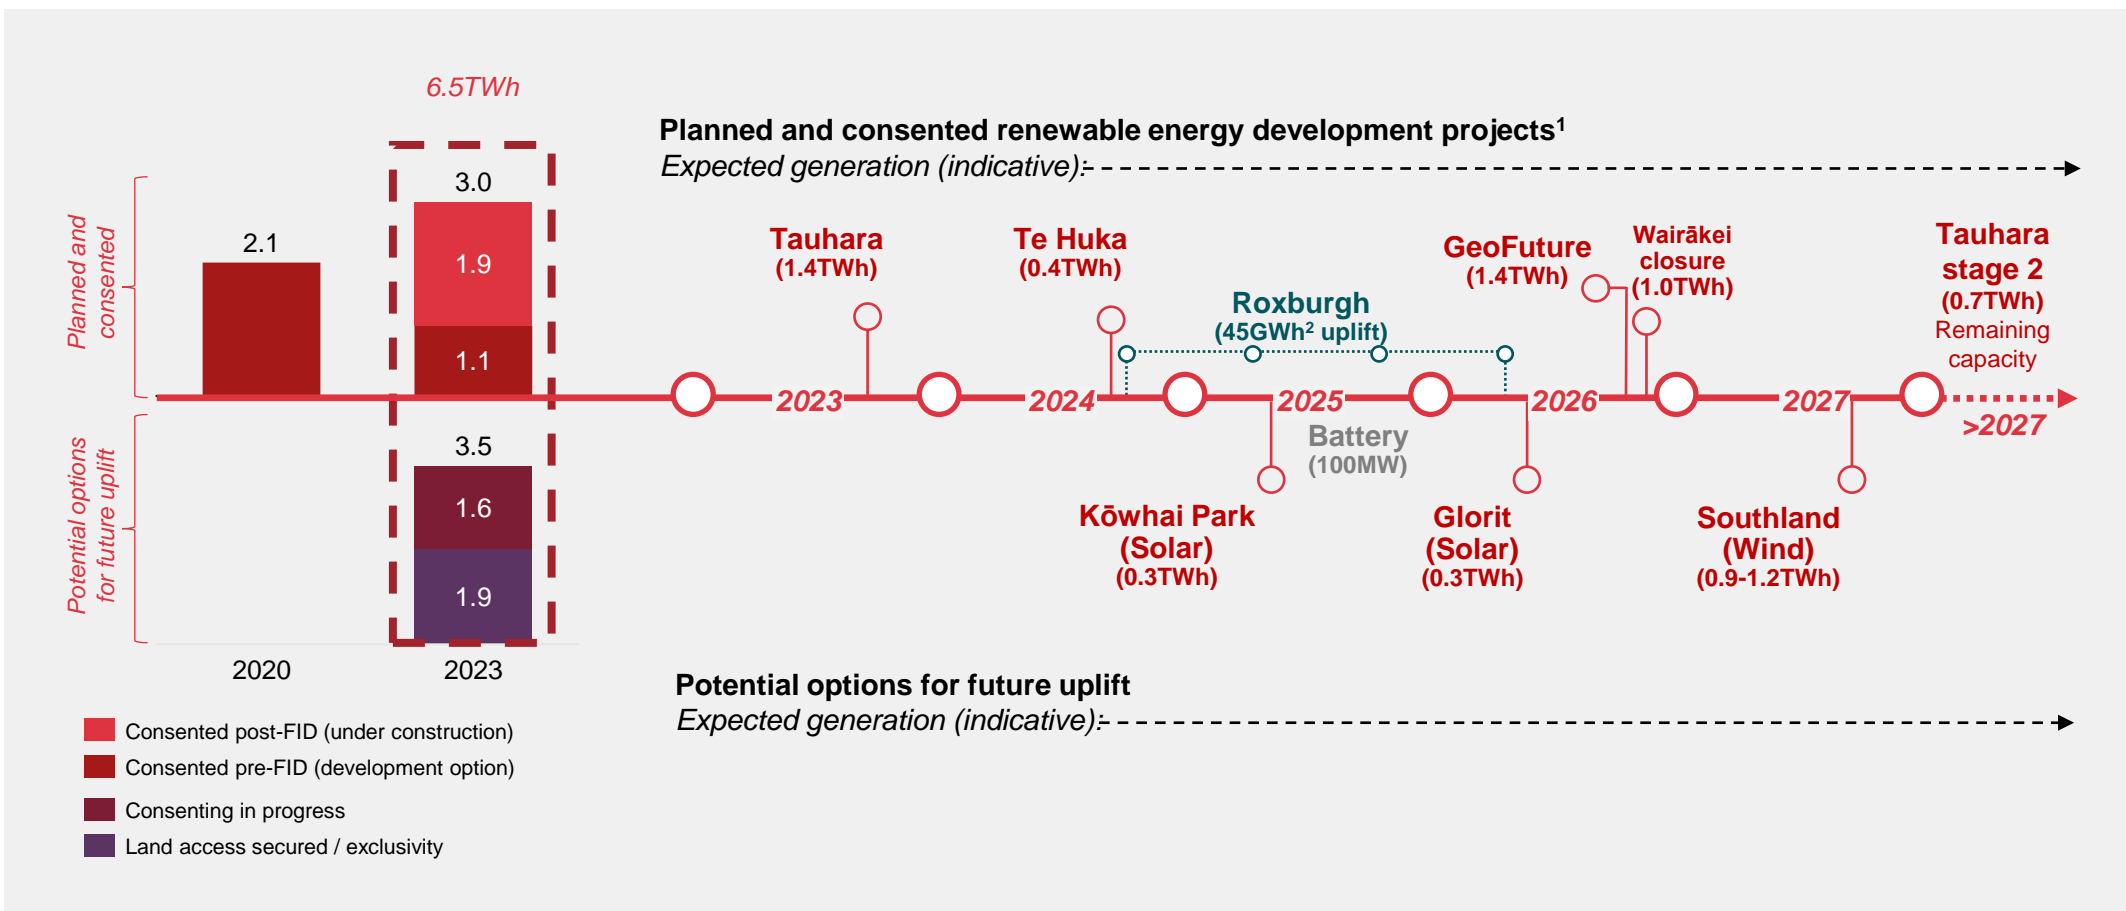 6.5TWh
Planned and
consented
2.1
3.0
1.9
1.1
Potential options
for future uplift
3.5
1.6
1.9
2020
2023
Consented post-FID (under construction)
Consented pre-FID (development option)
Consenting in progress
Land access secured / exclusivity
Planned and consented renewable energy development projects¹
Expected generation (indicative):
Tauhara
(1.4TWh)
Te Huka
(0.4TWh)
Roxburgh
(45GWh² uplift)
GeoFuture
(1.4TWh)
Wairākei
closure
(1.0TWh)
Tauhara
stage 2
(0.7TWh)
Remaining
capacity
2023
2024
2025
2026
2027
>2027
Battery
(100MW)
Kōwhai Park
(Solar)
(0.3TWh)
Glorit
(Solar)
(0.3TWh)
Southland
(Wind)
(0.9-1.2TWh)
Potential options for future uplift
Expected generation (indicative):